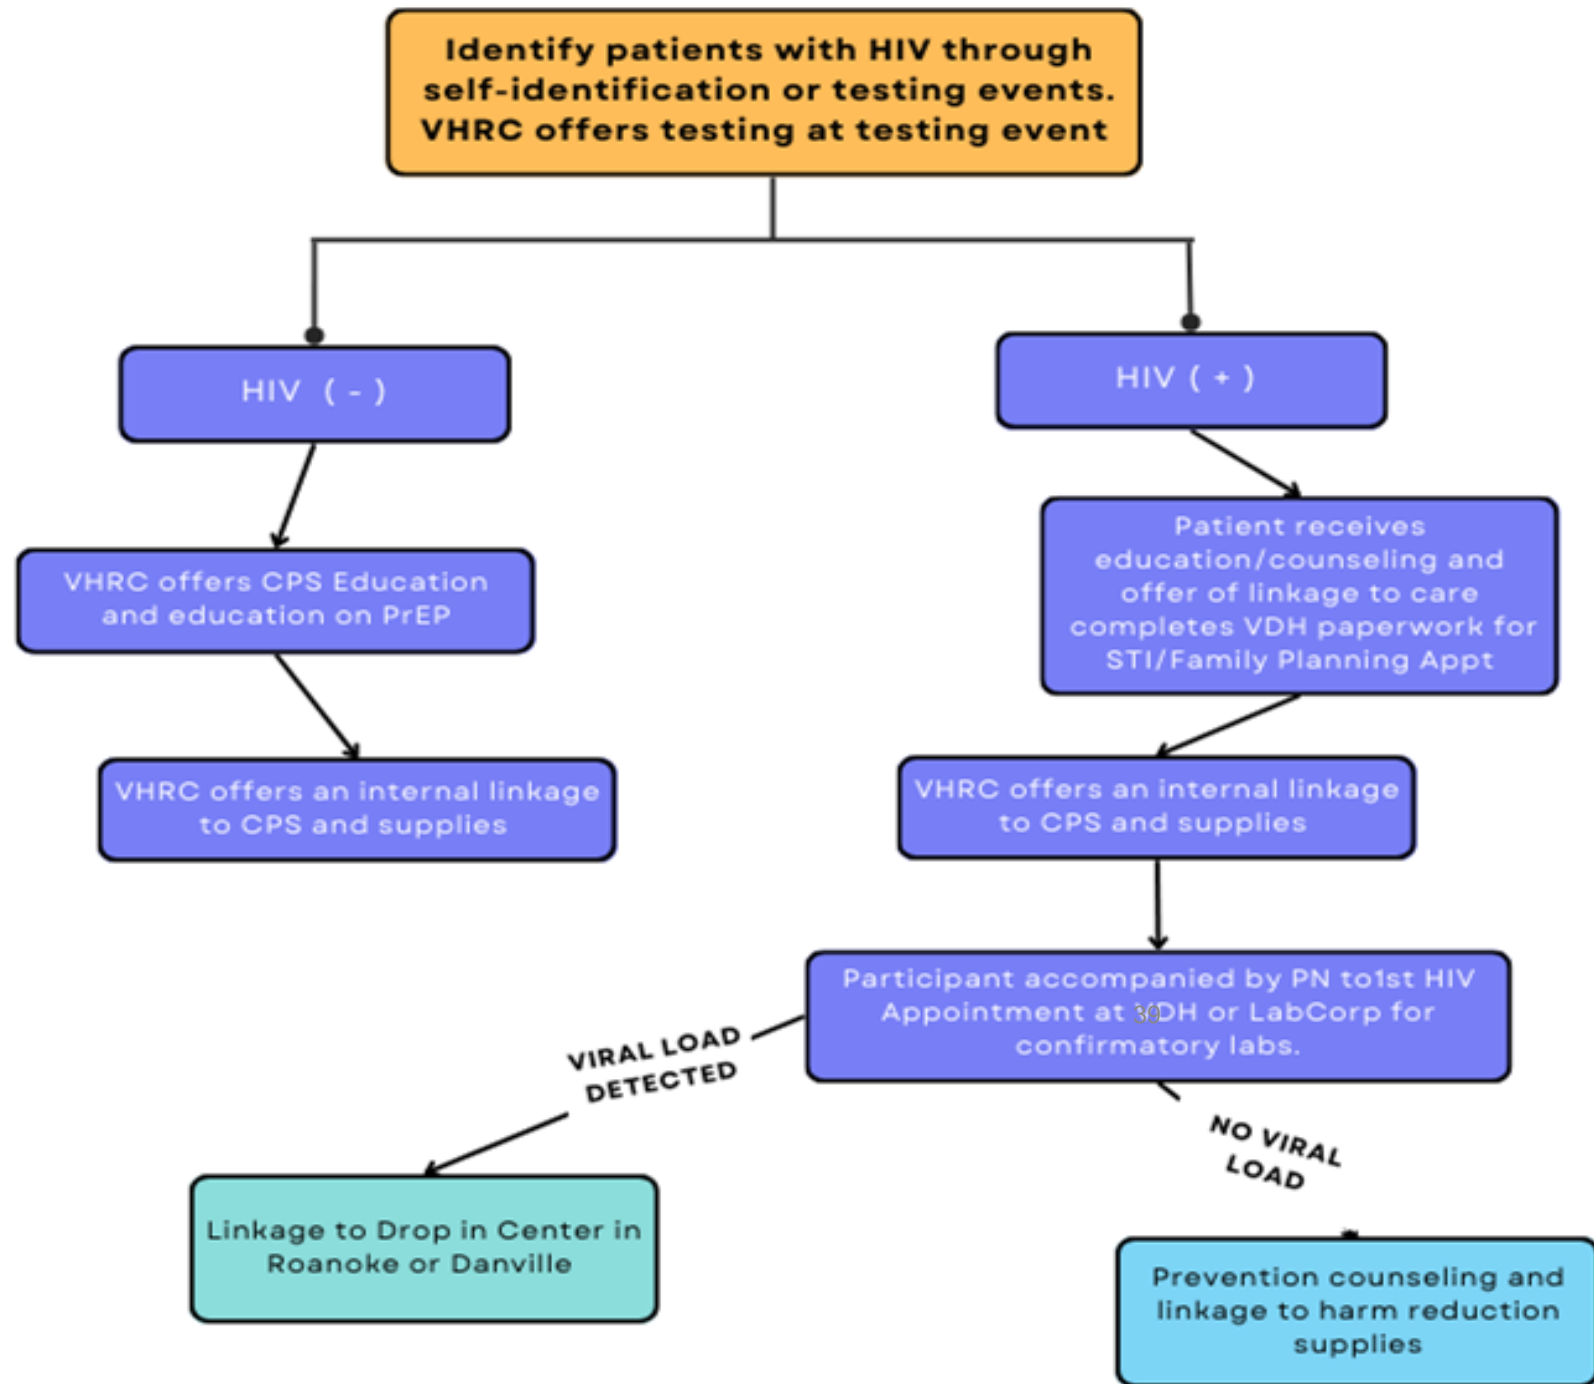 Identify patients with HIV through
self-identification or testing events.
VHRC offers testing at testing event
HIV ( - )
HIV ( + )
VHRC offers CPS Education
and education on PrEP
Patient receives
education/counseling and
offer of linkage to care
completes VDH paperwork for
STI/Family Planning Appt
VHRC offers an internal linkage
to CPS and supplies
VHRC offers an internal linkage
to CPS and supplies
Participant accompanied by PN to1st HIV
Appointment at VDH or LabCorp for
confirmatory labs.
39
VIRAL LOAD
DETECTED
NO VIRAL
LOAD
Linkage to Drop in Center in
Roanoke or Danville
Prevention counseling and
linkage to harm reduction
supplies